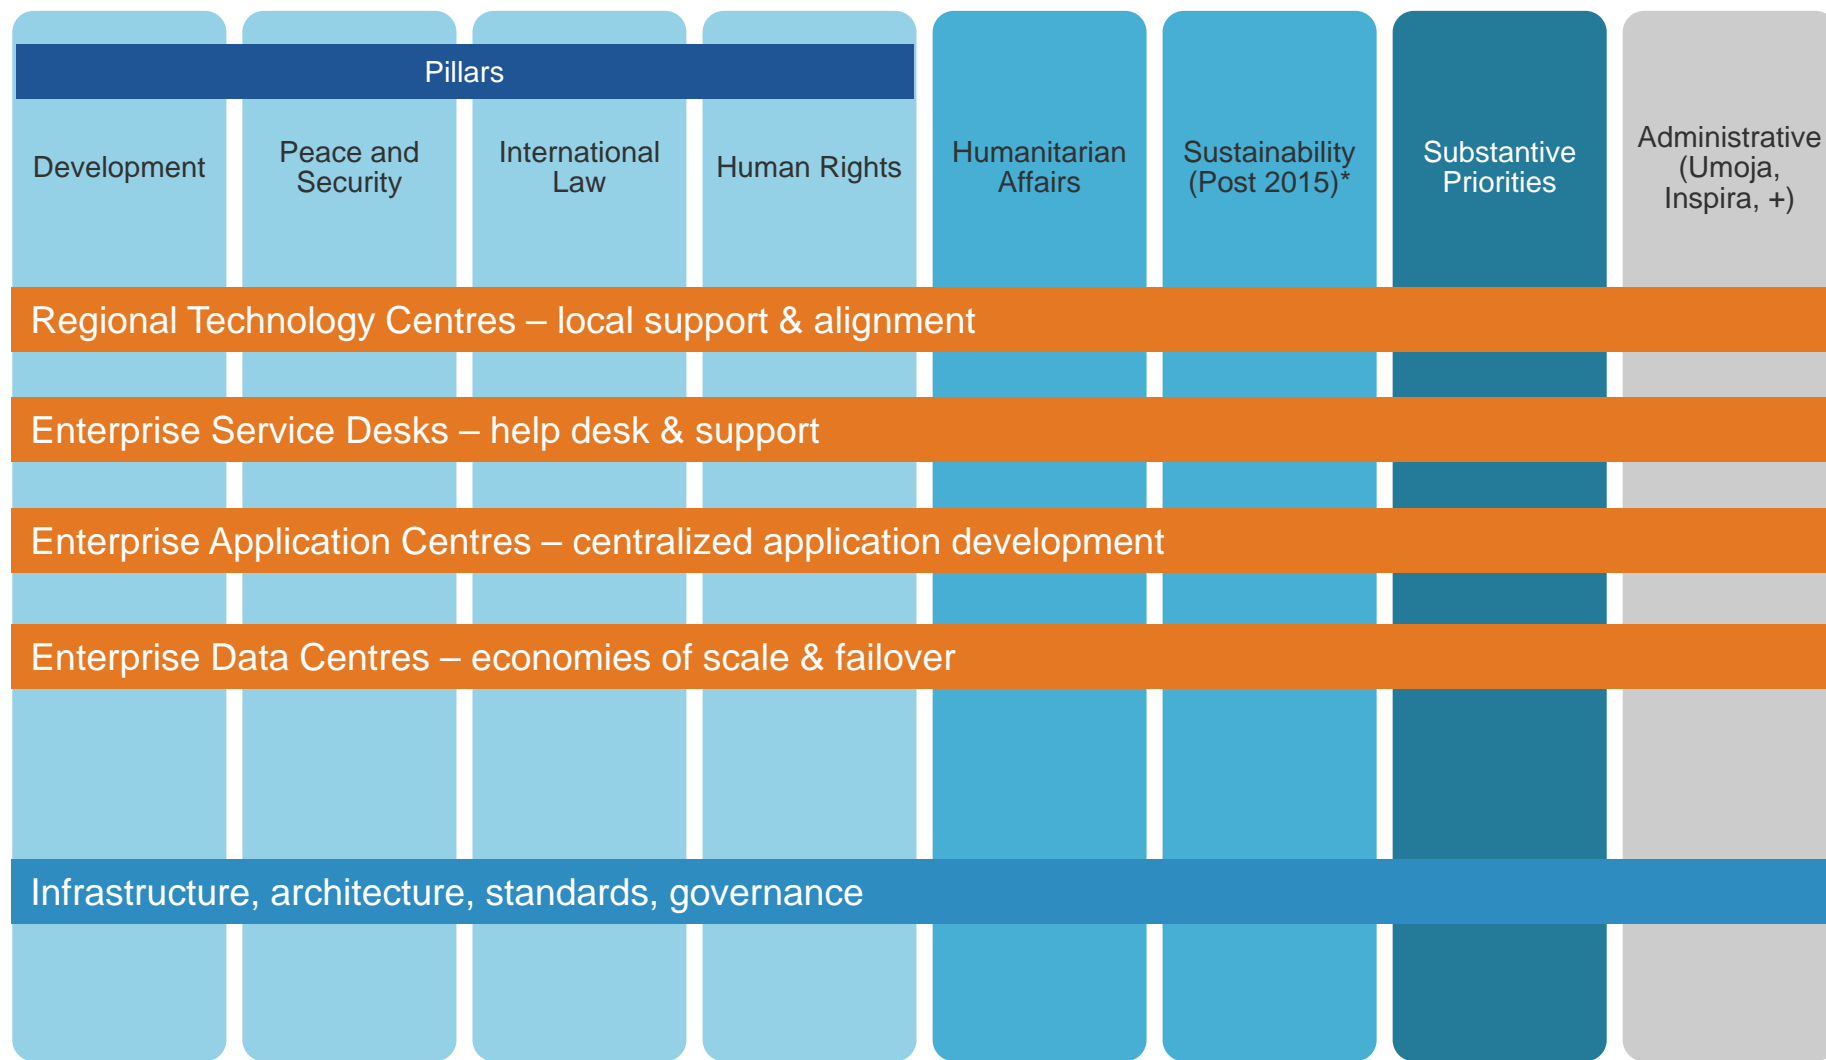 Pillars
Development
Peace and
Security
International
Law
Human Rights
Humanitarian
Affairs
Sustainability
(Post 2015)*
Substantive
Priorities
Administrative
(Umoja,
Inspira, +)
Regional Technology Centres – local support & alignment
Enterprise Service Desks – help desk & support
Enterprise Application Centres – centralized application development
Enterprise Data Centres – economies of scale & failover
Infrastructure, architecture, standards, governance